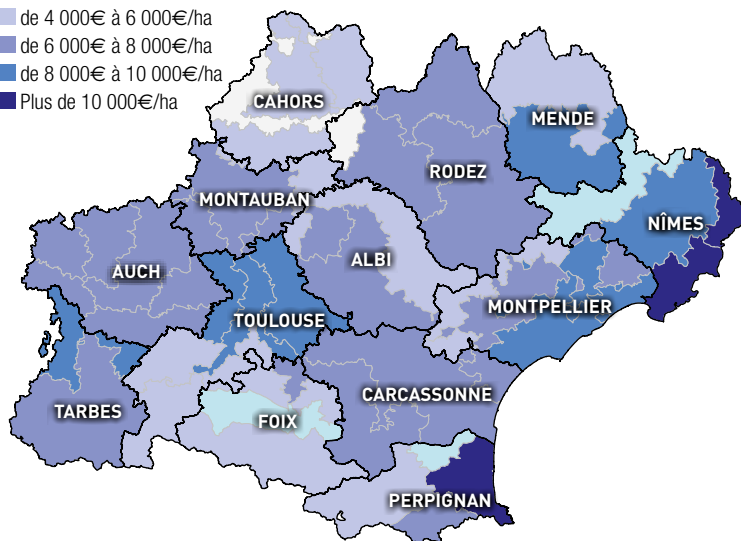 de 4 000€ à 6 000€/ha
de 6 000€ à 8 000€/ha
de 8 000€ à 10 000€/ha
Plus de 10 000€/ha
CAHORS
MENDE
RODEZ
MONTAUBAN
NÎMES
ALBI
AUCH
MONTPELLIER
TOULOUSE
CARCASSONNE
TARBES
FOIX
PERPIGNAN